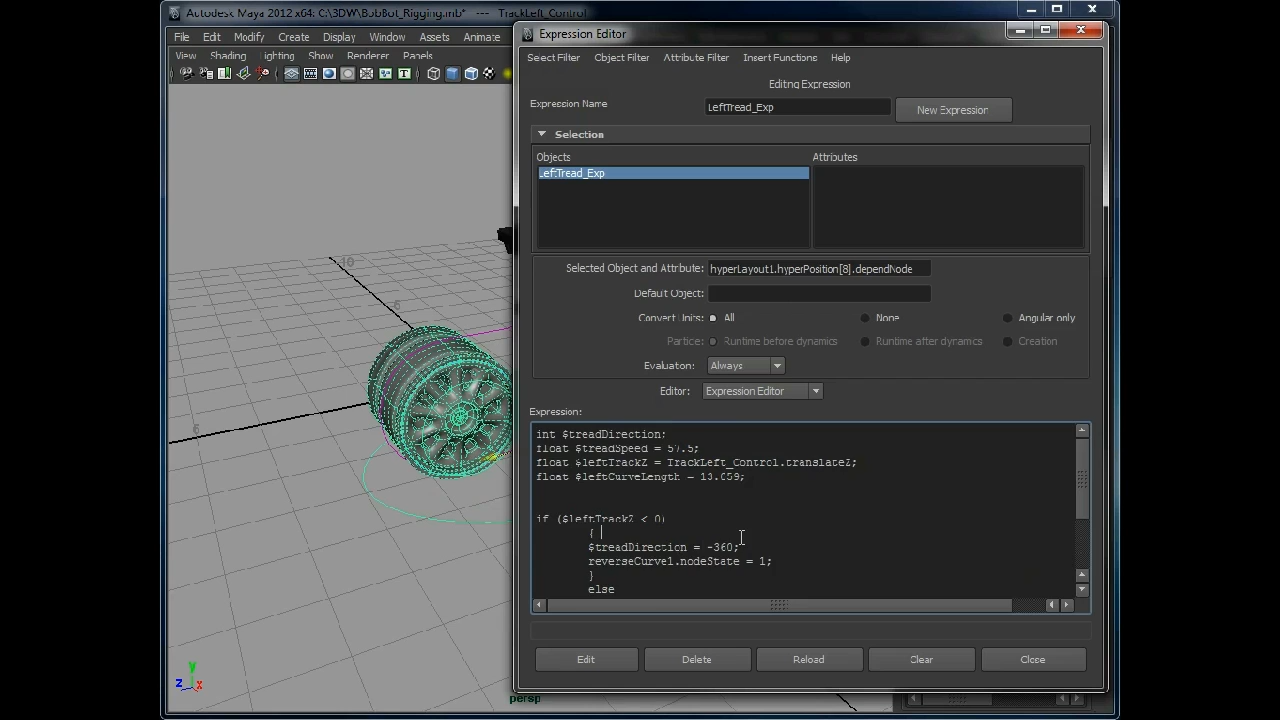 Autodesk Maya 2012 x64: C:\3DW\BobBot_Rigging.mb* --- TrackLeft_Control
File Edit Modify Create Display Window Assets Animate
View Shading Lighting Show Renderer Panels
Expression Editor
Select Filter Object Filter Attribute Filter Insert Functions Help
Editing Expression
Expression Name LeftTread_Exp New Expression
Selection
Objects Attributes
LeftTread_Exp
Selected Object and Attribute: hyperLayout1.hyperPosition[8].dependNode
Default Object:
Convert Units: All None Angular only
Particle: Runtime before dynamics Runtime after dynamics Creation
Evaluation: Always
Editor: Expression Editor
Expression:
int $treadDirection;
float $treadSpeed = 57.5;
float $leftTrackZ = TrackLeft_Control.translateZ;
float $leftCurveLength = 13.059;
if ($leftTrackZ < 0)
{
$treadDirection = -360;
reverseCurve1.nodeState = 1;
}
else
Edit Delete Reload Clear Close
10
5
5
y
z x
persp